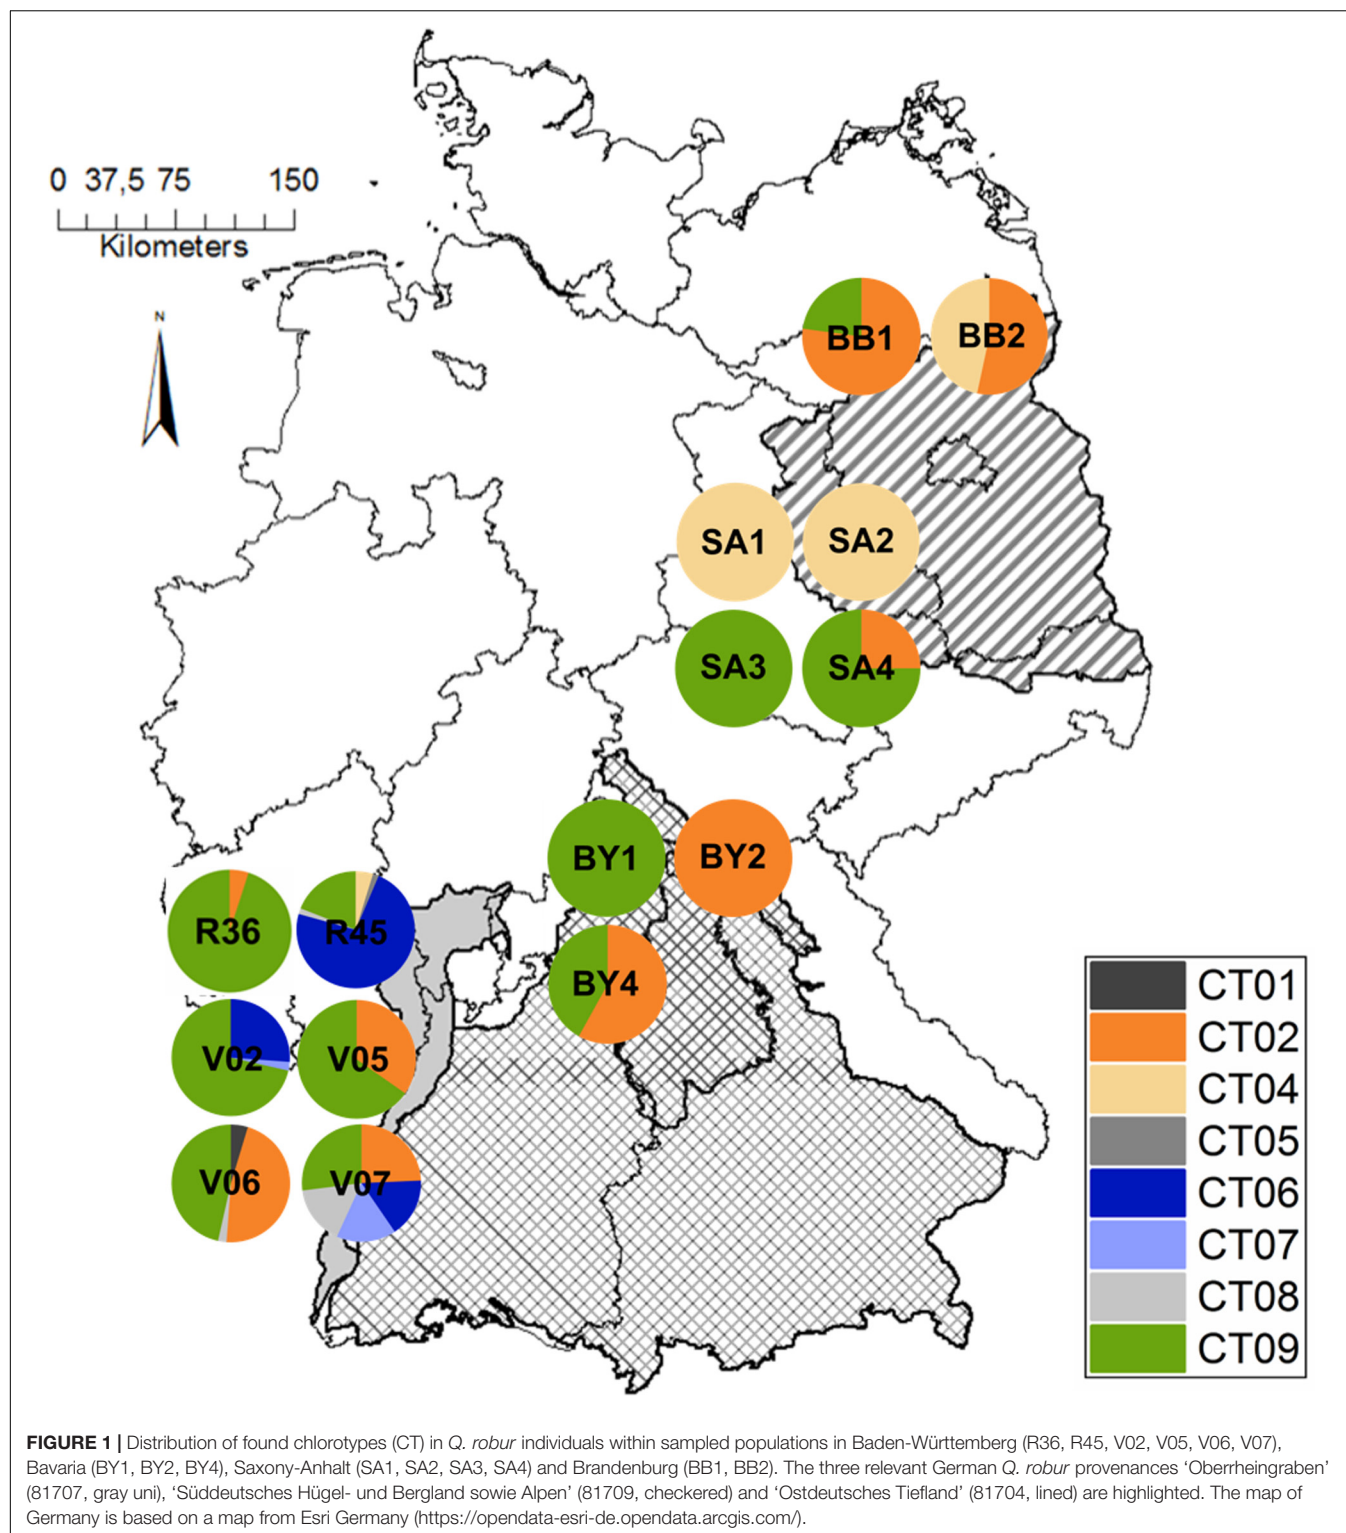 0 37,5 75 150
Kilometers
N
BB1 BB2
SA1 SA2
SA3 SA4
BY1 BY2
R36 R45
BY4
V02 V05
V06 V07
CT01
CT02
CT04
CT05
CT06
CT07
CT08
CT09
FIGURE 1 | Distribution of found chlorotypes (CT) in Q. robur individuals within sampled populations in Baden-Württemberg (R36, R45, V02, V05, V06, V07),
Bavaria (BY1, BY2, BY4), Saxony-Anhalt (SA1, SA2, SA3, SA4) and Brandenburg (BB1, BB2). The three relevant German Q. robur provenances ‘Oberrheingraben’
(81707, gray uni), ‘Süddeutsches Hügel- und Bergland sowie Alpen’ (81709, checkered) and ‘Ostdeutsches Tiefland’ (81704, lined) are highlighted. The map of
Germany is based on a map from Esri Germany (https://opendata-esri-de.opendata.arcgis.com/).